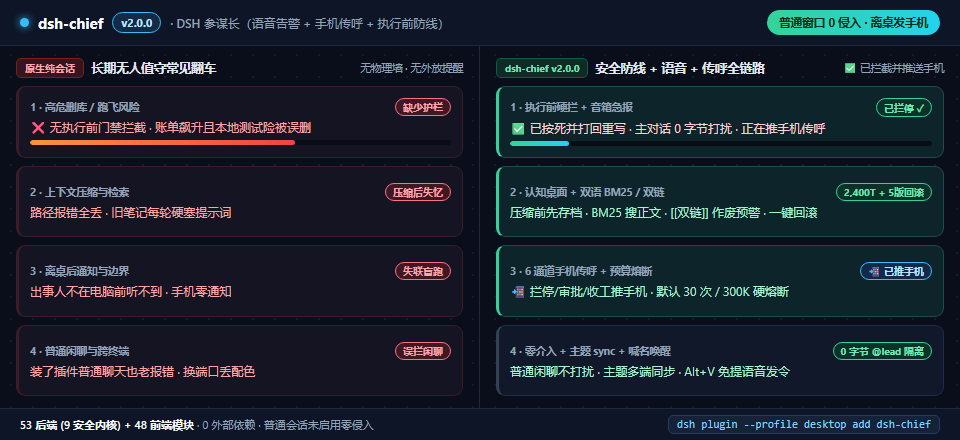 dsh-chief v2.0.0 · DSH 参谋长（语音告警 + 手机传呼 + 执行前防线）
普通窗口 0 侵入 · 离桌发手机
原生纯会话 长期无人值守常见翻车 无物理墙 · 无外放提醒
1 · 高危删库 / 跑飞风险 缺少护栏
❌ 无执行前门禁拦截 · 账单飙升且本地测试险被误删
2 · 上下文压缩与检索 压缩后失忆
路径报错全丢 · 旧笔记每轮硬塞提示词
3 · 离桌后通知与边界 失联盲跑
出事人不在电脑前听不到 · 手机零通知
4 · 普通闲聊与跨终端 误拦闲聊
装了插件普通聊天也老报错 · 换端口丢配色
dsh-chief v2.0.0 安全防线 + 语音 + 传呼全链路 ✅ 已拦截并推送手机
1 · 执行前硬拦 + 音箱急报 已拦停 ✓
✅ 已按死并打回重写 · 主对话 0 字节打扰 · 正在推手机传呼
2 · 认知桌面 + 双语 BM25 / 双链 2,400T + 5版回滚
压缩前先存档 · BM25 搜正文 · [[双链]] 作废预警 · 一键回滚
3 · 6 通道手机传呼 + 预算熔断 📲 已推手机
📲 拦停/审批/收工推手机 · 默认 30 次 / 300K 硬熔断
4 · 零介入 + 主题 sync + 喊名唤醒 0 字节 @lead 隔离
普通闲聊不打扰 · 主题多端同步 · Alt+V 免提语音发令
53 后端 (9 安全内核) + 48 前端模块 · 0 外部依赖 · 普通会话未启用零侵入
dsh plugin --profile desktop add dsh-chief